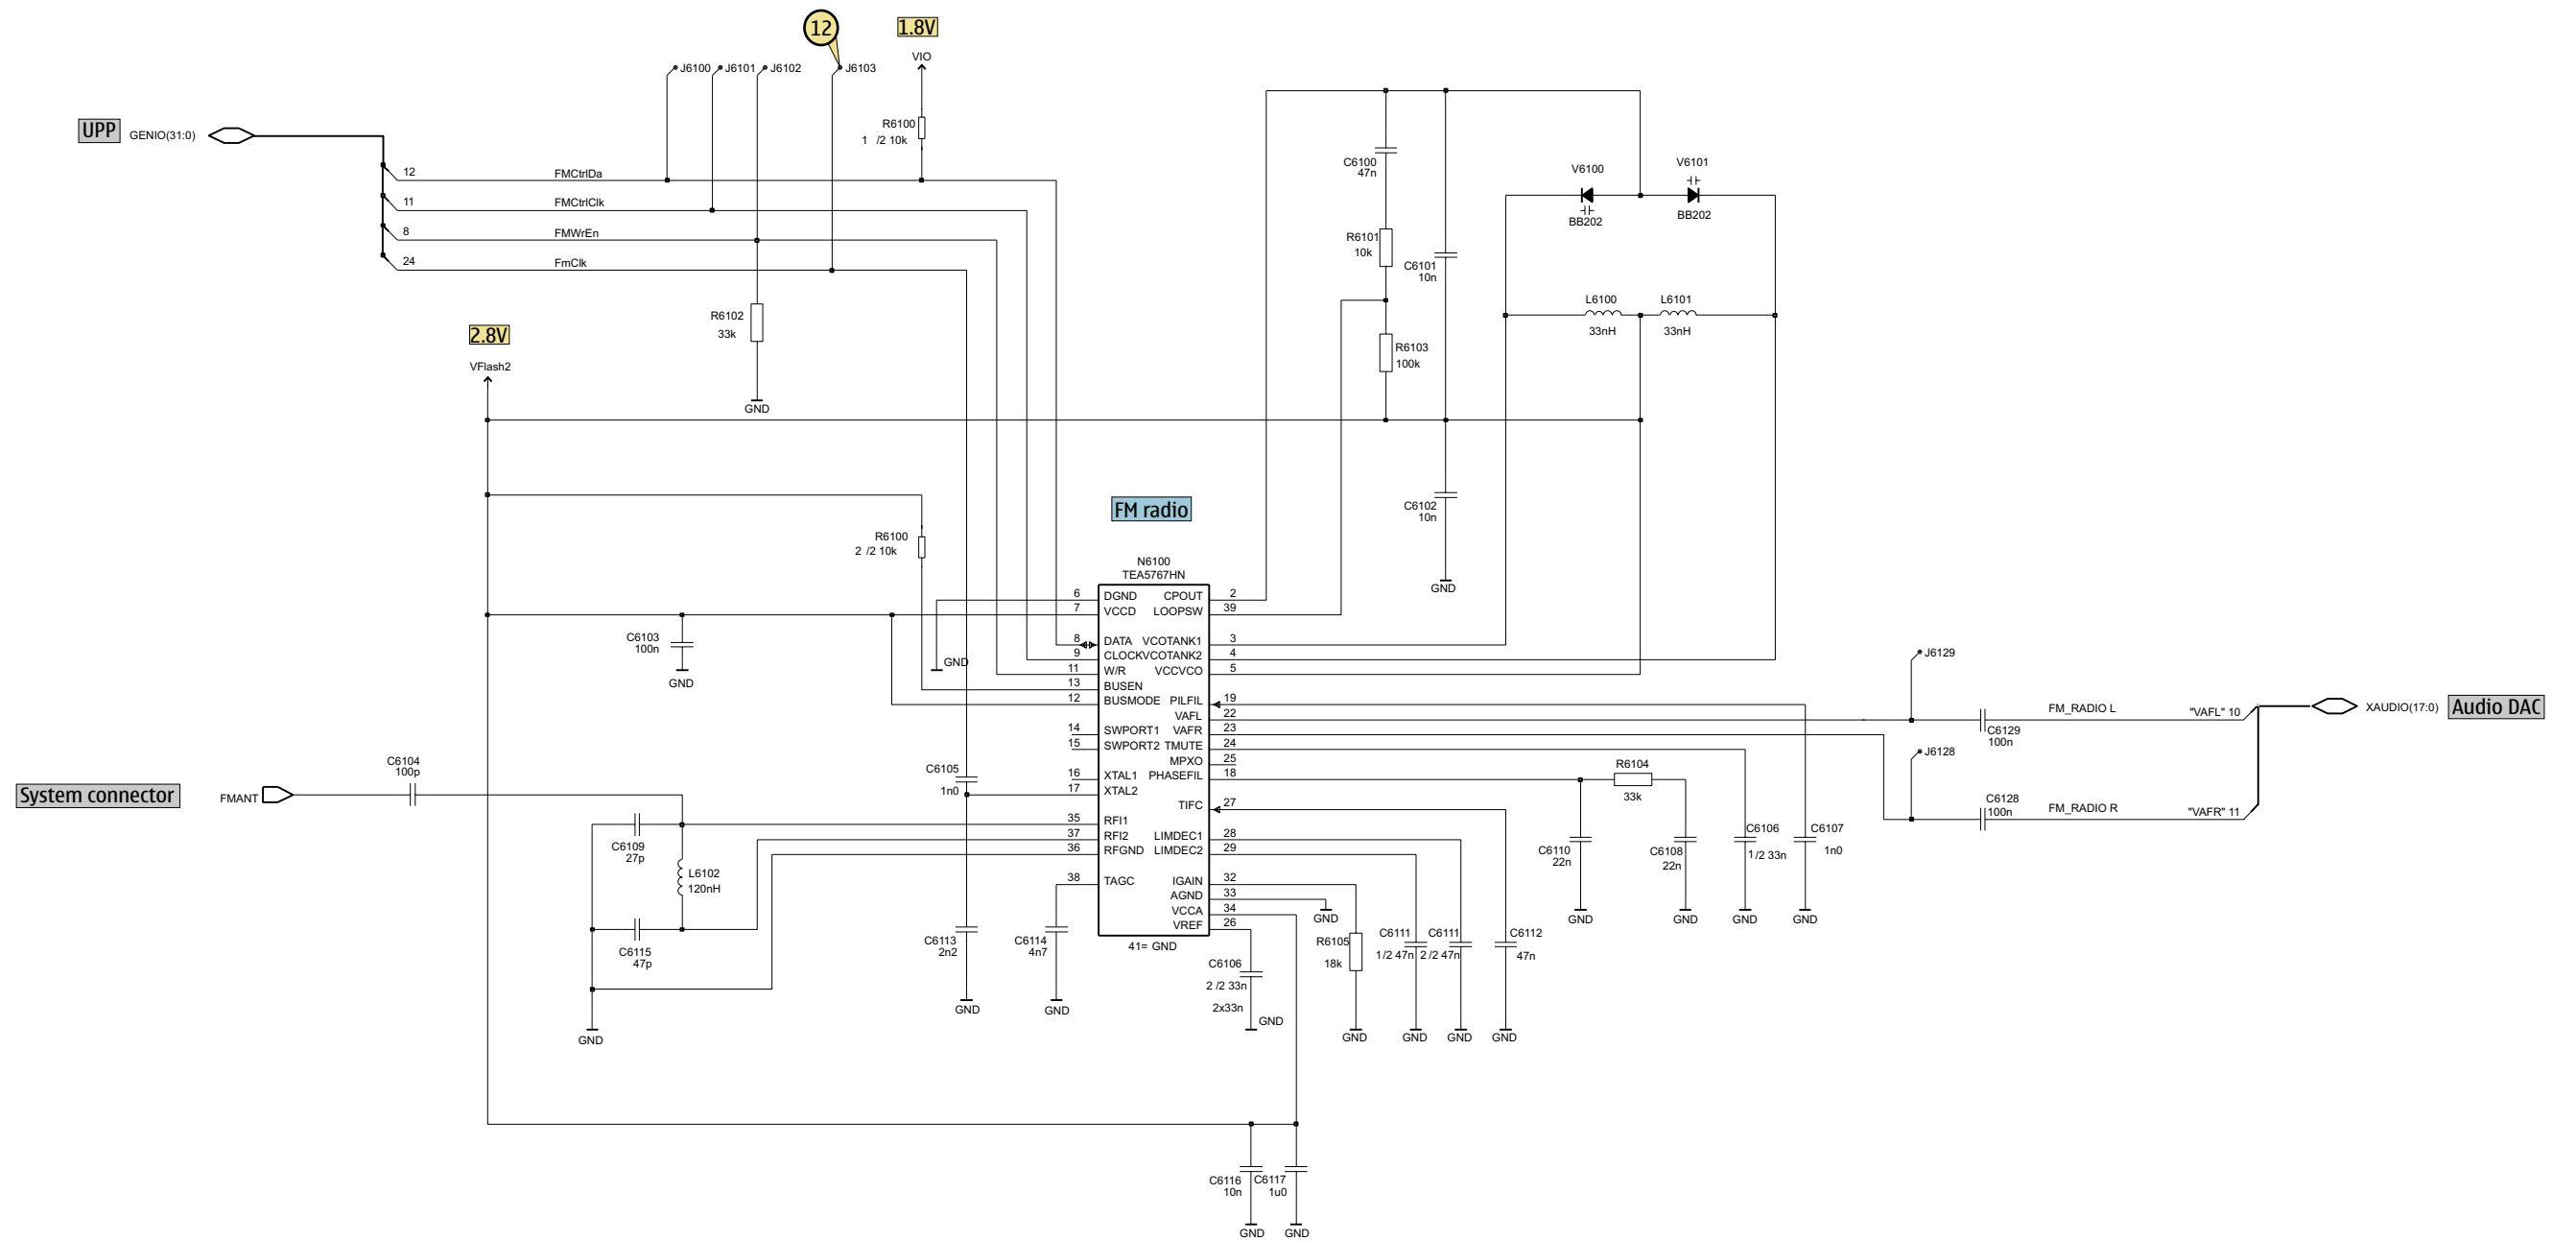 12
1.8V
VIO
J6100
J6101
J6102
J6103
UPP
GENIO(31:0)
R6100
1 /2 10k
12
FMCtrlDa
11
FMCtrlClk
8
FMWrEn
24
FmClk
R6102
33k
GND
2.8V
VFlash2
C6100
47n
R6101
10k
C6101
10n
R6103
100k
V6100
BB202
V6101
BB202
L6100
33nH
L6101
33nH
C6102
10n
GND
FM radio
R6100
2 /2 10k
N6100
TEA5767HN
6
DGND
CPOUT
2
7
VCCD
LOOPSW
39
8
DATA
VCOTANK1
3
9
CLOCK
VCOTANK2
4
11
W/R
VCCVCO
5
13
BUSEN
12
BUSMODE
PILFIL
19
VAFL
22
14
SWPORT1
VAFR
23
15
SWPORT2
TMUTE
24
MPXO
25
16
XTAL1
PHASEFIL
18
17
XTAL2
TIFC
27
35
RFI1
37
RFI2
LIMDEC1
28
36
RFGND
LIMDEC2
29
38
TAGC
IGAIN
32
AGND
33
VCCA
34
VREF
26
41= GND
GND
C6103
100n
GND
C6104
100p
System connector
FMANT
C6109
27p
L6102
120nH
C6115
47p
GND
C6105
1n0
C6113
2n2
GND
C6114
4n7
GND
C6106
2 /2 33n
2x33n
GND
GND
R6105
18k
GND
C6111
1/2 47n
GND
C6111
2 /2 47n
GND
C6112
47n
GND
R6104
33k
C6110
22n
GND
C6108
22n
GND
C6106
1/2 33n
GND
C6107
1n0
GND
J6129
C6129
100n
FM_RADIO L
"VAFL" 10
J6128
C6128
100n
FM_RADIO R
"VAFR" 11
XAUDIO(17:0)
Audio DAC
C6116
10n
GND
C6117
1u0
GND